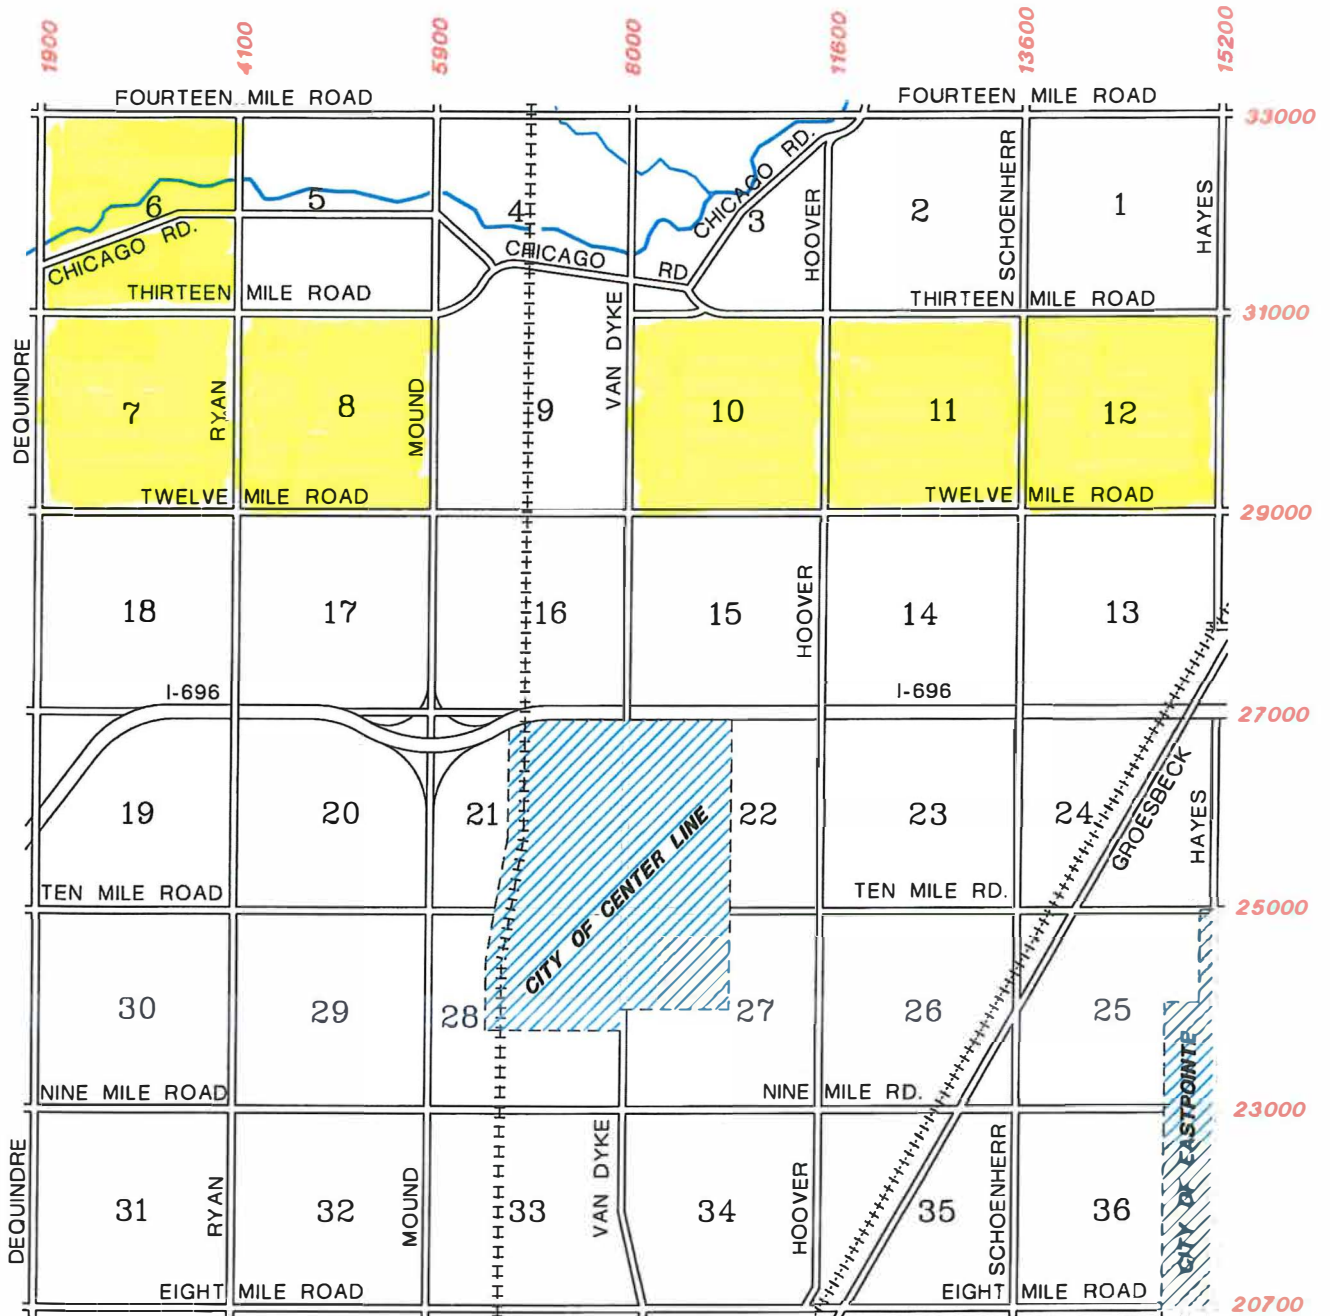 1900 4100 5900 8000 11600 13600 15200
FOURTEEN MILE ROAD FOURTEEN MILE ROAD
33000
CHICAGO RD.
SCHOENHERR
HAYES
6 5 4 3 2 1
CHICAGO RD.
CHICAGO RD
HOOVER
THIRTEEN MILE ROAD THIRTEEN MILE ROAD
31000
DEQUINDRE
RYAN
MOUND
VAN DYKE
7 8 9 10 11 12
TWELVE MILE ROAD TWELVE MILE ROAD
29000
HOOVER
18 17 16 15 14 13
I-696 I-696
27000
GROESBECK
HAYES
19 20 21 22 23 24
CITY OF CENTER LINE
TEN MILE ROAD TEN MILE RD.
25000
30 29 28 27 26 25
CITY OF EASTPOINTE
NINE MILE ROAD NINE MILE RD.
23000
DEQUINDRE
RYAN
MOUND
VAN DYKE
HOOVER
SCHOENHERR
31 32 33 34 35 36
EIGHT MILE ROAD EIGHT MILE ROAD
20700